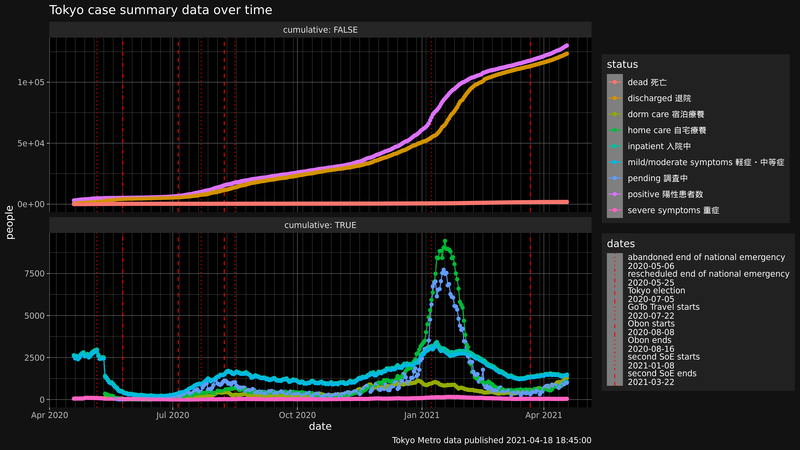 Tokyo case summary data over time
cumulative: FALSE
1e+05
5e+04
0e+00
cumulative: TRUE
7500
5000
2500
0
people
Apr 2020
Jul 2020
Oct 2020
Jan 2021
Apr 2021
date
status
dead 死亡
discharged 退院
dorm care 宿泊療養
home care 自宅療養
inpatient 入院中
mild/moderate symptoms 軽症・中等症
pending 調査中
positive 陽性患者数
severe symptoms 重症
dates
abandoned end of national emergency
2020-05-06
rescheduled end of national emergency
2020-05-25
Tokyo election
2020-07-05
GoTo Travel starts
2020-07-22
Obon starts
2020-08-08
Obon ends
2020-08-16
second SoE starts
2021-01-08
second SoE ends
2021-03-22
Tokyo Metro data published 2021-04-18 18:45:00